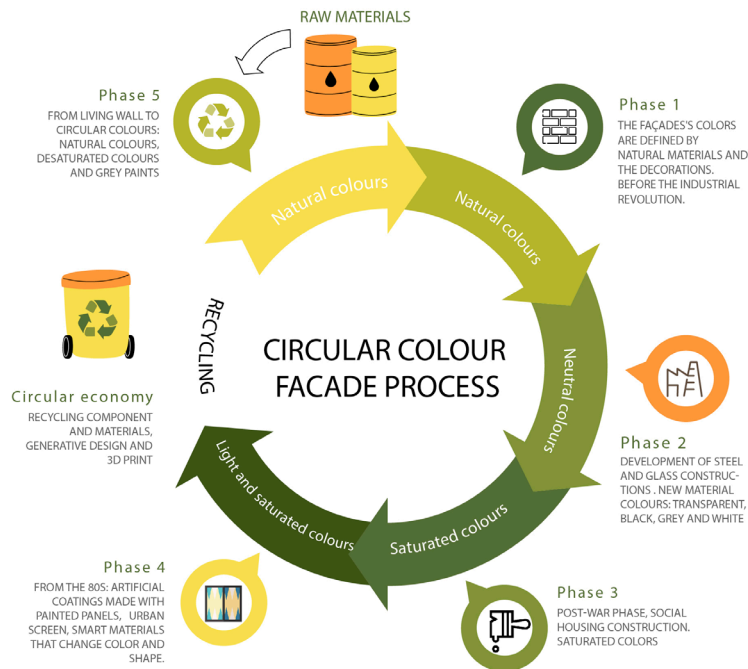 RAW MATERIALS
Phase 5
FROM LIVING WALL TO
CIRCULAR COLOURS:
NATURAL COLOURS,
DESATURATED COLOURS
AND GREY PAINTS
Phase 1
THE FAÇADES'S COLORS
ARE DEFINED BY
NATURAL MATERIALS AND
THE DECORATIONS.
BEFORE THE INDUSTRIAL
REVOLUTION.
Natural colours
Natural colours
Neutral colours
Saturated colours
Light and saturated colours
RECYCLING
CIRCULAR COLOUR
FACADE PROCESS
Circular economy
RECYCLING COMPONENT
AND MATERIALS,
GENERATIVE DESIGN AND
3D PRINT
Phase 2
DEVELOPMENT OF STEEL
AND GLASS CONSTRUC-
TIONS . NEW MATERIAL
COLOURS: TRANSPARENT,
BLACK, GREY AND WHITE
Phase 4
FROM THE 80S: ARTIFICIAL
COATINGS MADE WITH
PAINTED PANELS, URBAN
SCREEN, SMART MATERIALS
THAT CHANGE COLOR AND
SHAPE.
Phase 3
POST-WAR PHASE, SOCIAL
HOUSING CONSTRUCTION.
SATURATED COLORS